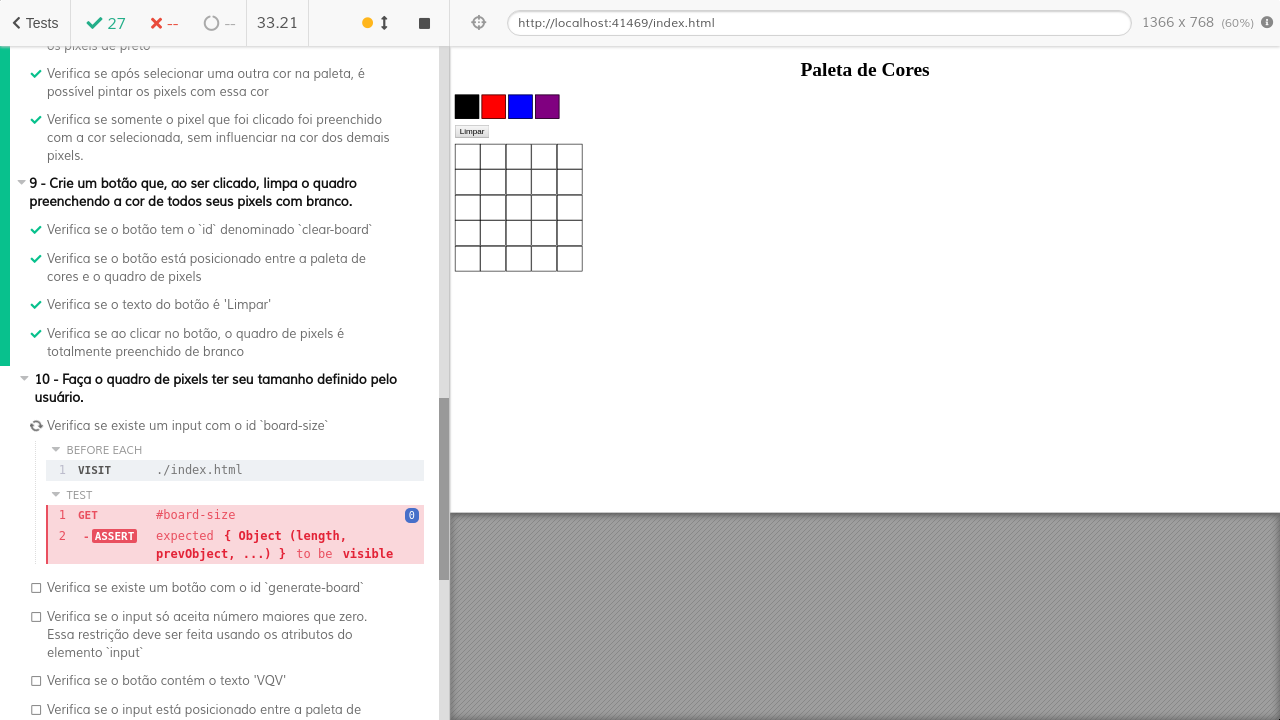 Tests
27
--
--
33.21
http://localhost:41469/index.html
1366 x 768 (60%)
os pixels de preto
Verifica se após selecionar uma outra cor na paleta, é
possível pintar os pixels com essa cor
Verifica se somente o pixel que foi clicado foi preenchido
com a cor selecionada, sem influenciar na cor dos demais
pixels.
9 - Crie um botão que, ao ser clicado, limpa o quadro
preenchendo a cor de todos seus pixels com branco.
Verifica se o botão tem o `id` denominado `clear-board`
Verifica se o botão está posicionado entre a paleta de
cores e o quadro de pixels
Verifica se o texto do botão é 'Limpar'
Verifica se ao clicar no botão, o quadro de pixels é
totalmente preenchido de branco
10 - Faça o quadro de pixels ter seu tamanho definido pelo
usuário.
Verifica se existe um input com o id `board-size`
BEFORE EACH
1 VISIT ./index.html
TEST
1 GET #board-size 0
2 -ASSERT expected { Object (length,
prevObject, ...) } to be visible
Verifica se existe um botão com o id `generate-board`
Verifica se o input só aceita número maiores que zero.
Essa restrição deve ser feita usando os atributos do
elemento `input`
Verifica se o botão contém o texto 'VQV'
Verifica se o input está posicionado entre a paleta de
Paleta de Cores
Limpar